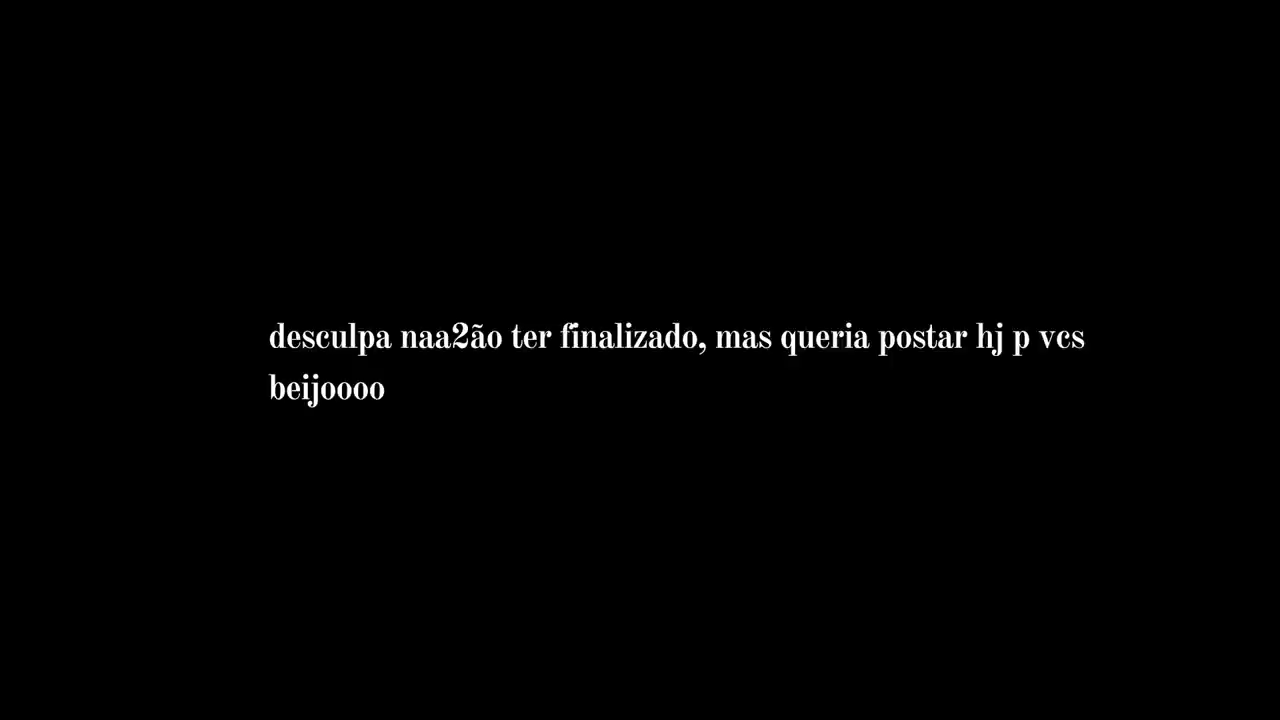 desculpa naa2ão ter finalizado, mas queria postar hj p vcs
beijoooo